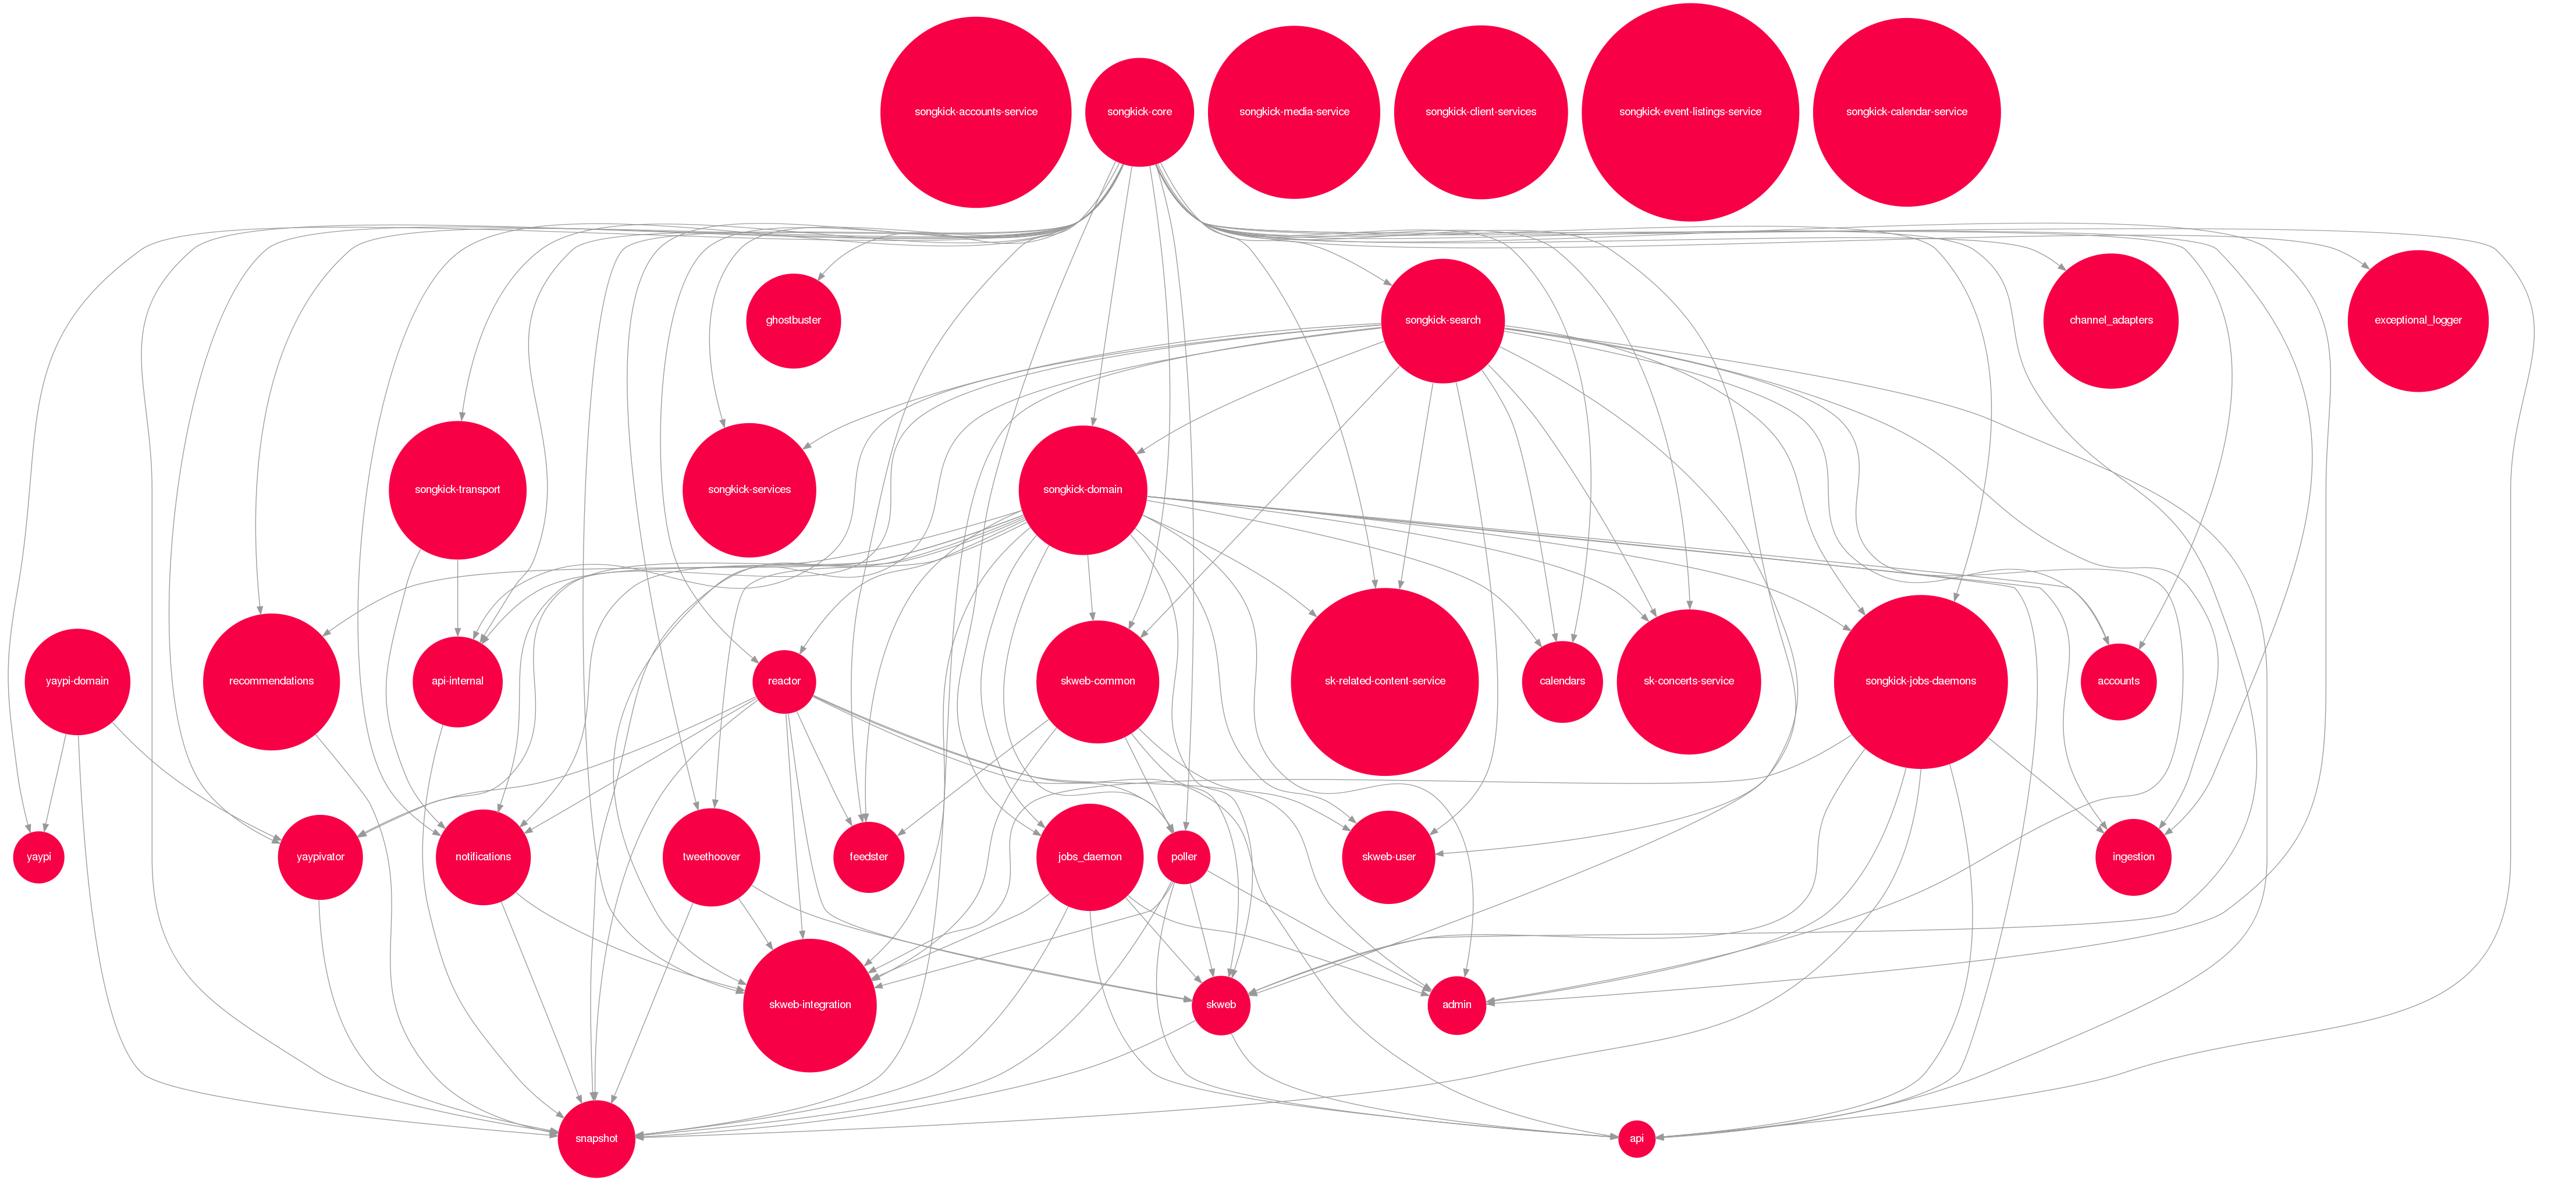 songkick-accounts-service
songkick-core
songkick-media-service
songkick-client-services
songkick-event-listings-service
songkick-calendar-service
ghostbuster
songkick-search
channel_adapters
exceptional_logger
songkick-transport
songkick-services
songkick-domain
yaypi-domain
recommendations
api-internal
reactor
skweb-common
sk-related-content-service
calendars
sk-concerts-service
songkick-jobs-daemons
accounts
yaypi
yaypivator
notifications
tweethoover
feedster
jobs_daemon
poller
skweb-user
ingestion
skweb-integration
skweb
admin
snapshot
api